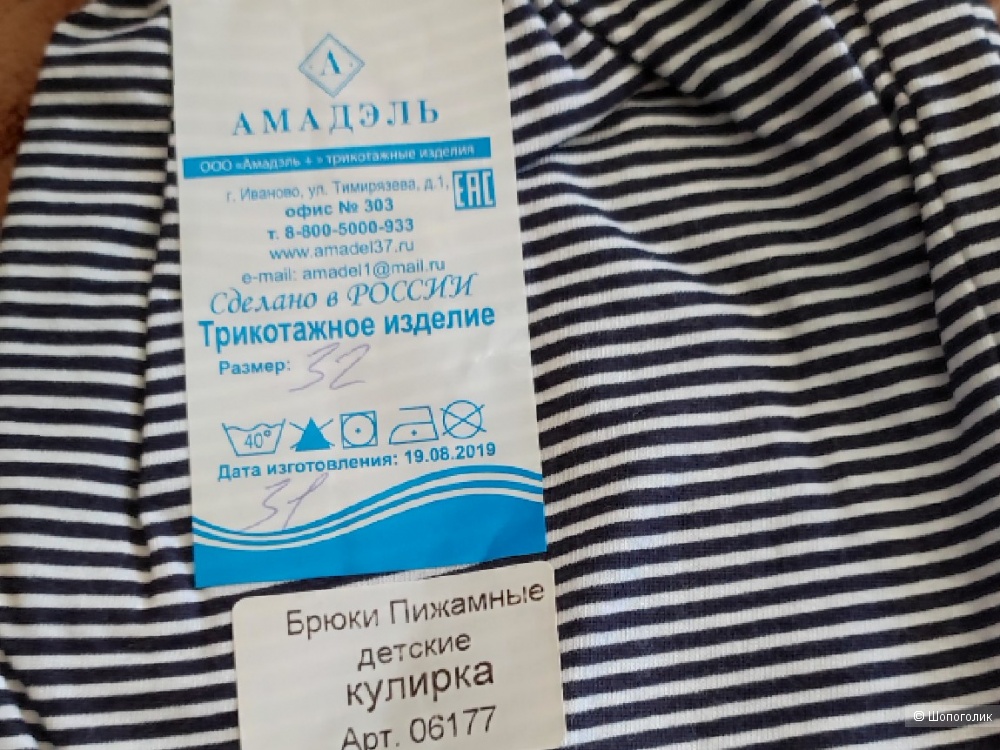 А
АМАДЭЛЬ
ООО «Амадэль +» трикотажные изделия
г. Иваново, ул. Тимирязева, д.1,
EAC
офис № 303
т. 8-800-5000-933
www.amadel37.ru
e-mail: amadel1@mail.ru
Сделано в РОССИИ
Трикотажное изделие
Размер: 32
40°
Дата изготовления: 19.08.2019
31
Брюки Пижамные
детские
кулирка
Арт. 06177
© Шопоголик